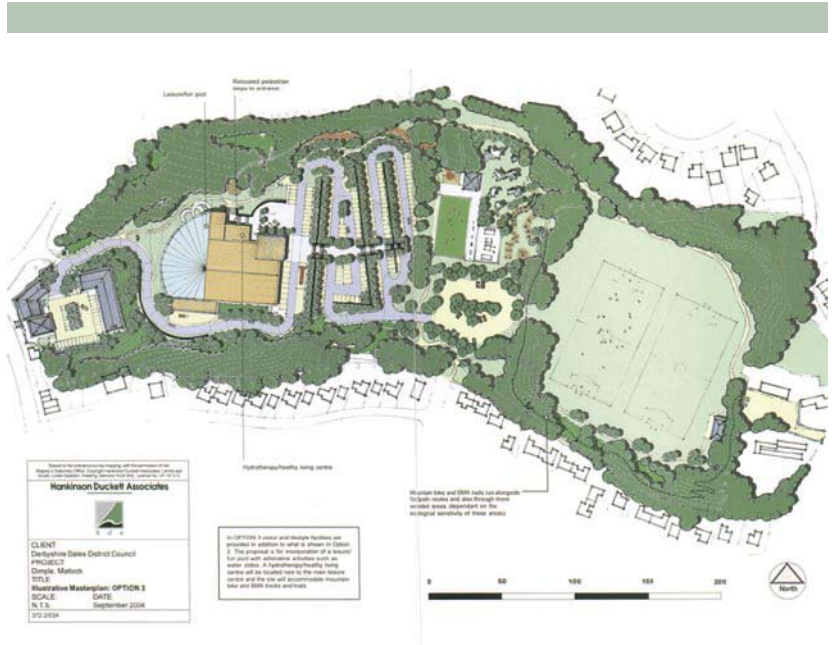 Relocated pedestrian
steps to entrance
Leisure/fun pool
Hydrotherapy/healthy living centre
Mountain bike and BMX trails run alongside
footpath routes and also through more
wooded areas (dependant on the
ecological sensitivity of these areas)
Hankinson Duckett Associates
h d a
CLIENT
Derbyshire Dales District Council
PROJECT
Dimple, Matlock
TITLE
Illustrative Masterplan: OPTION 3
SCALE DATE
N.T.S. September 2004
In OPTION 3 visitor and lifestyle facilities are
provided in addition to what is shown in Option
2. The proposal is for incorporation of a leisure/
fun pool with adrenaline activities such as
water slides. A hydrotherapy/healthy living
centre will be located next to the main leisure
centre and the site will accommodate mountain
bike and BMX tracks and trails.
0 50 100 150 200
North